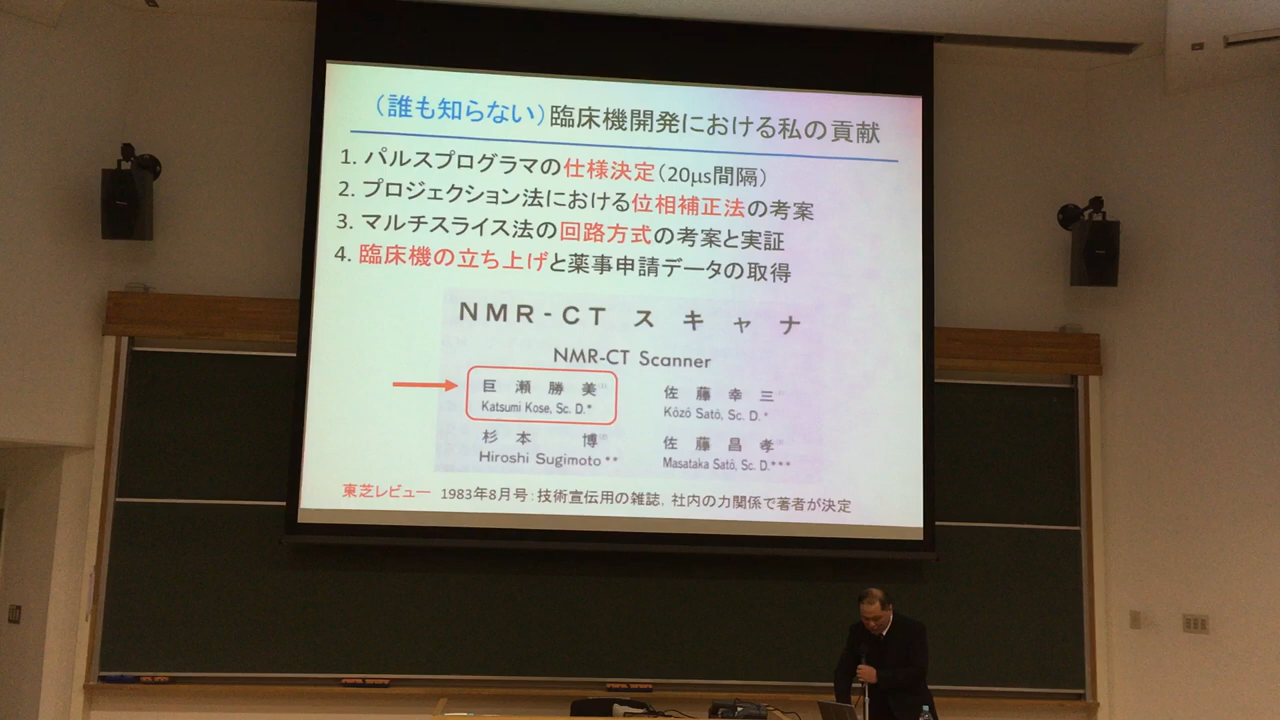 （誰も知らない）臨床機開発における私の貢献
1. パルスプログラマの仕様決定（20μs間隔）
2. プロジェクション法における位相補正法の考案
3. マルチスライス法の回路方式の考案と実証
4. 臨床機の立ち上げと薬事申請データの取得
NMR-CT スキャナ
NMR-CT Scanner
巨瀬勝美 佐藤幸三
Katsumi Kose, Sc. D.* Kōzō Satō, Sc. D.*
杉本 博 佐藤昌孝
Hiroshi Sugimoto** Masataka Satō, Sc. D.***
東芝レビュー 1983年8月号：技術宣伝用の雑誌，社内の力関係で著者が決定